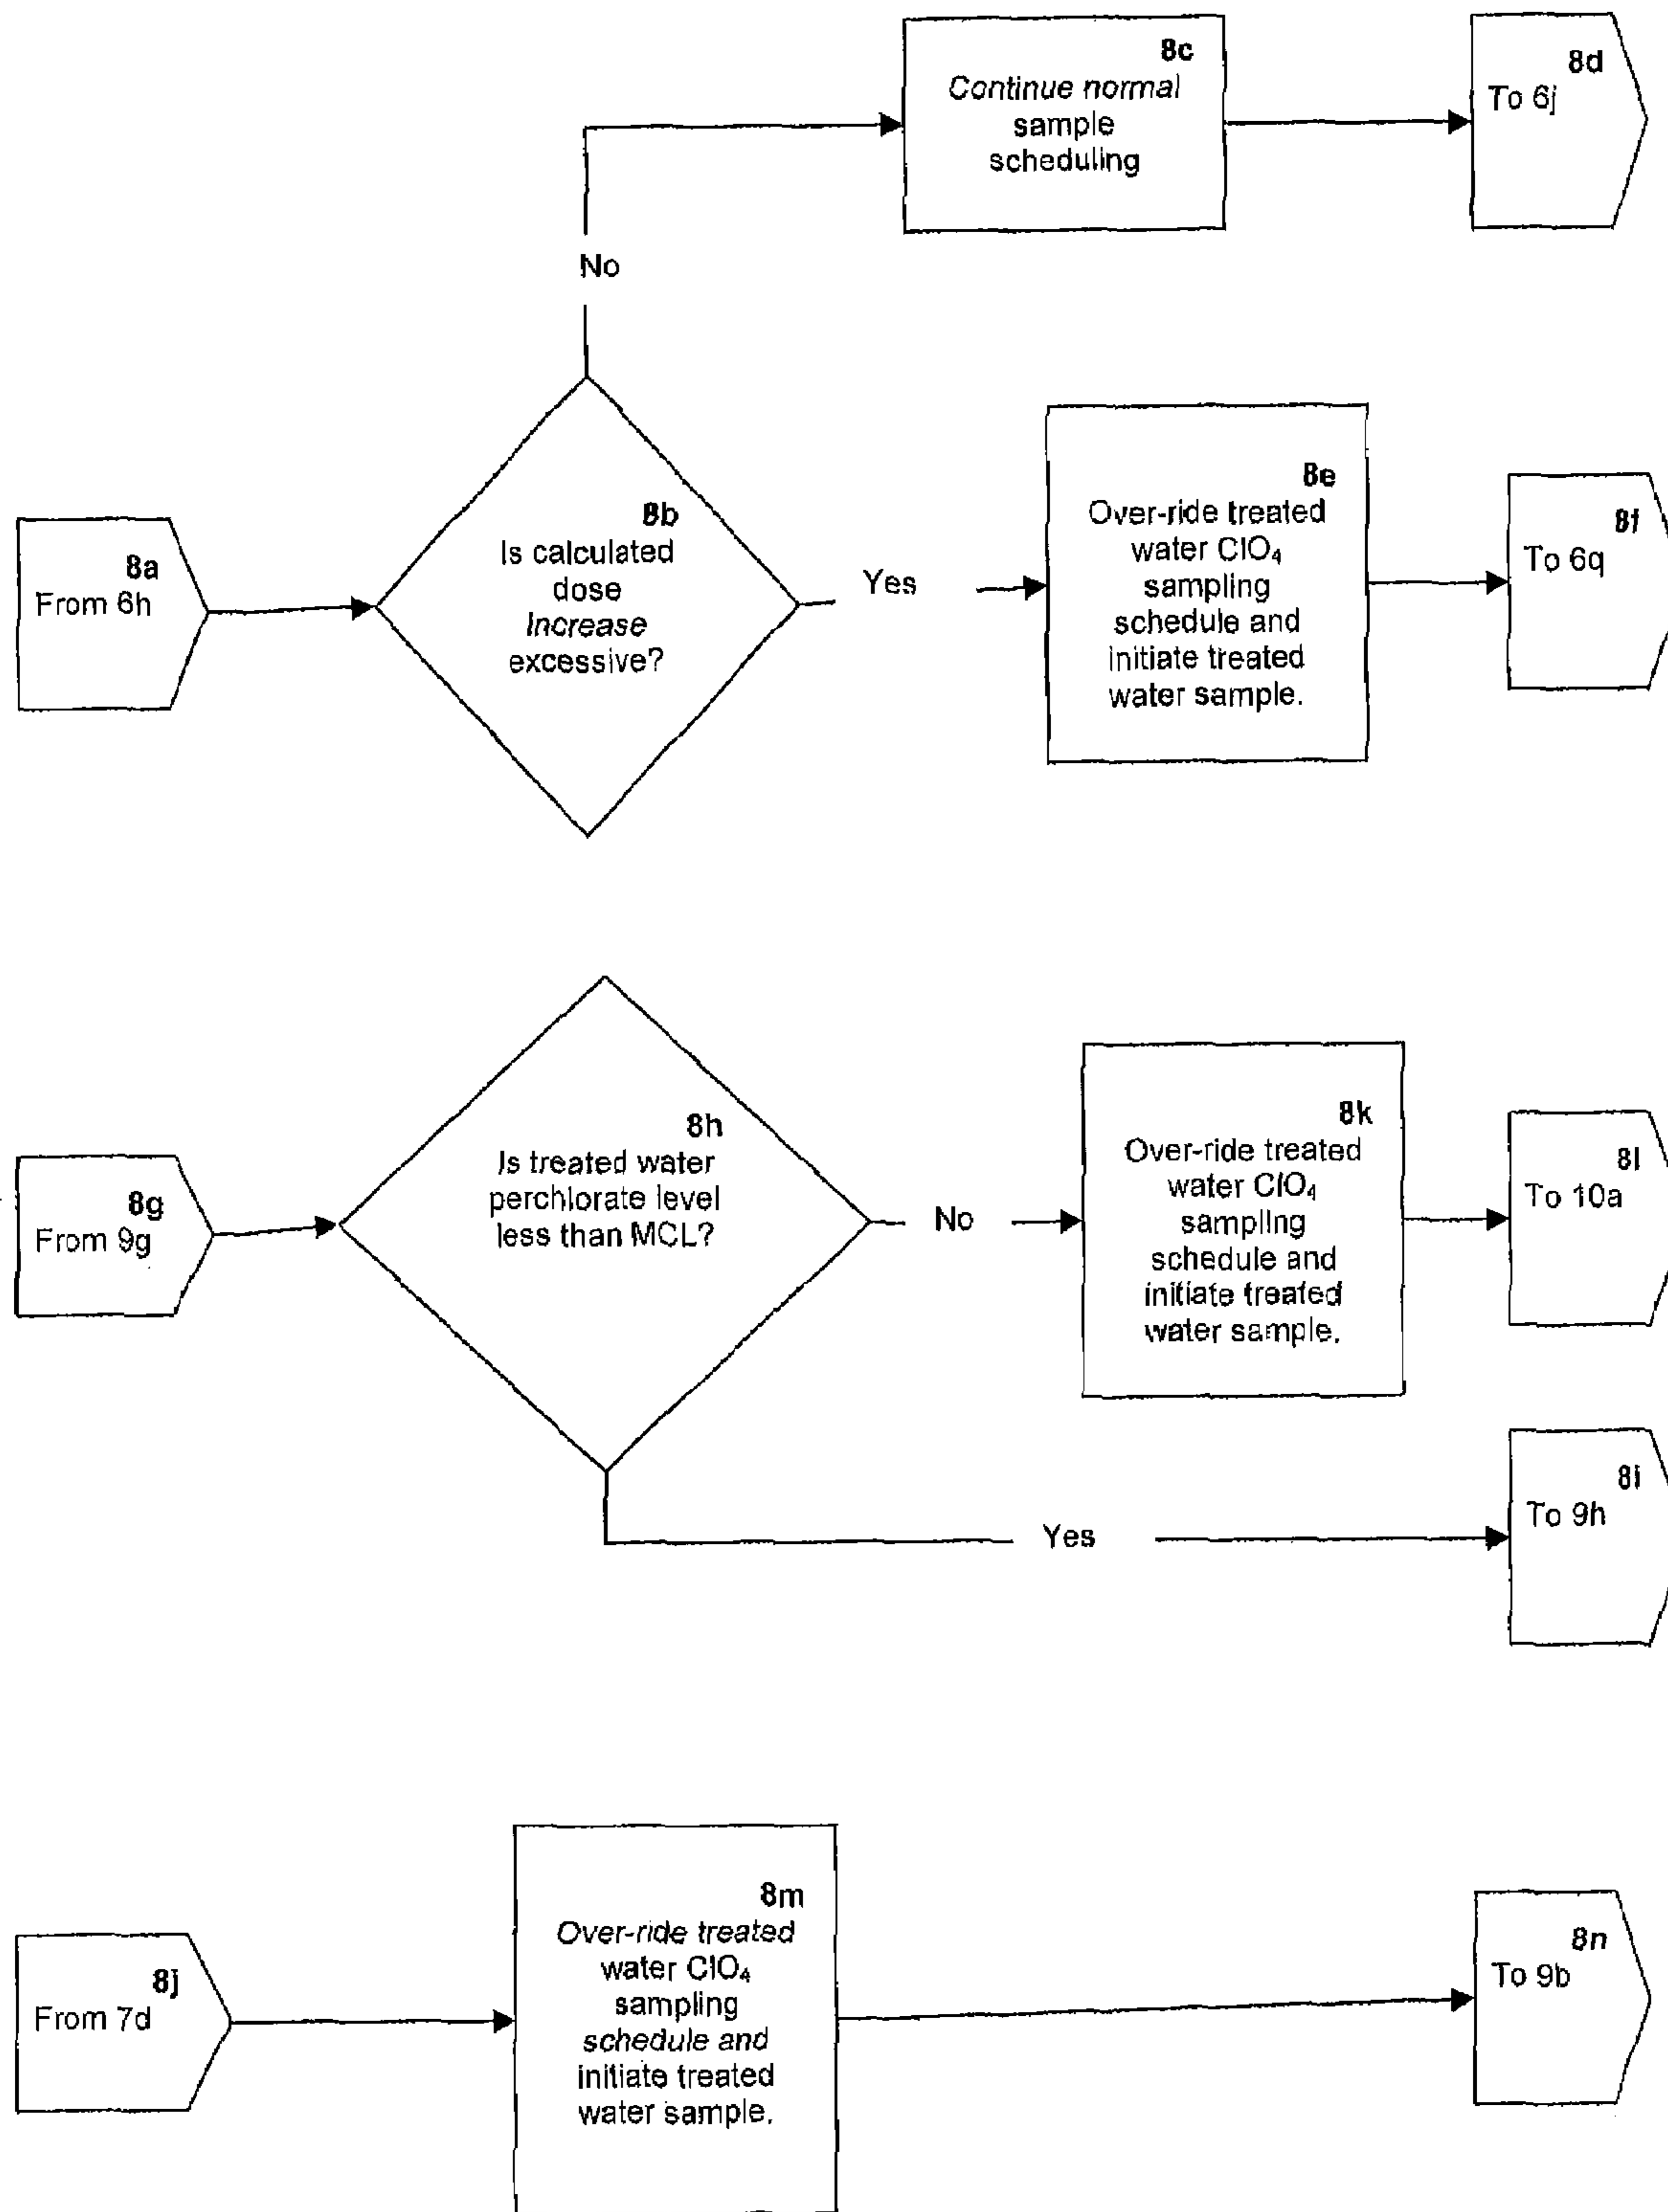 8c
Continue normal
sample
scheduling
8d
To 6j
No
8a
From 6h
8b
Is calculated
dose
Increase
excessive?
Yes
8e
Over-ride treated
water ClO₄
sampling
schedule and
initiate treated
water sample.
8f
To 6q
8g
From 9g
8h
Is treated water
perchlorate level
less than MCL?
No
8k
Over-ride treated
water ClO₄
sampling
schedule and
initiate treated
water sample.
8l
To 10a
Yes
8i
To 9h
8j
From 7d
8m
Over-ride treated
water ClO₄
sampling
schedule and
initiate treated
water sample.
8n
To 9b